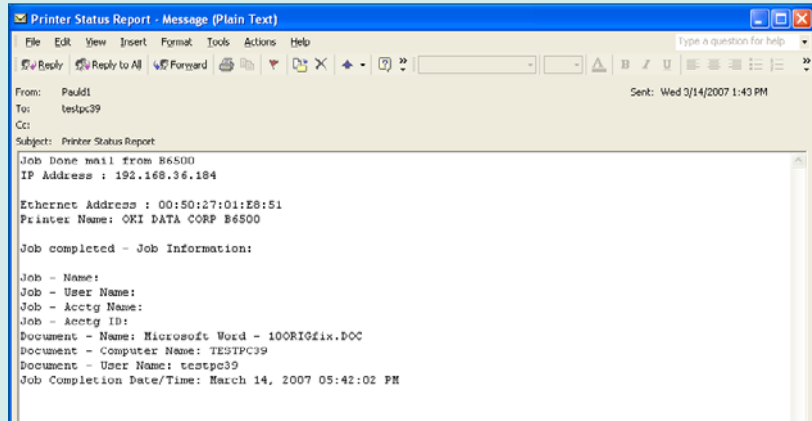 Printer Status Report - Message (Plain Text)
File Edit View Insert Format Tools Actions Help
Type a question for help
Reply Reply to All Forward A B I U
From: Pauld1
Sent: Wed 3/14/2007 1:43 PM
To: testpc39
Cc:
Subject: Printer Status Report
Job Done mail from B6500
IP Address : 192.168.36.184
Ethernet Address : 00:50:27:01:E8:51
Printer Name: OKI DATA CORP B6500
Job completed - Job Information:
Job - Name:
Job - User Name:
Job - Acctg Name:
Job - Acctg ID:
Document - Name: Microsoft Word - 10ORIGfix.DOC
Document - Computer Name: TESTPC39
Document - User Name: testpc39
Job Completion Date/Time: March 14, 2007 05:42:02 PM